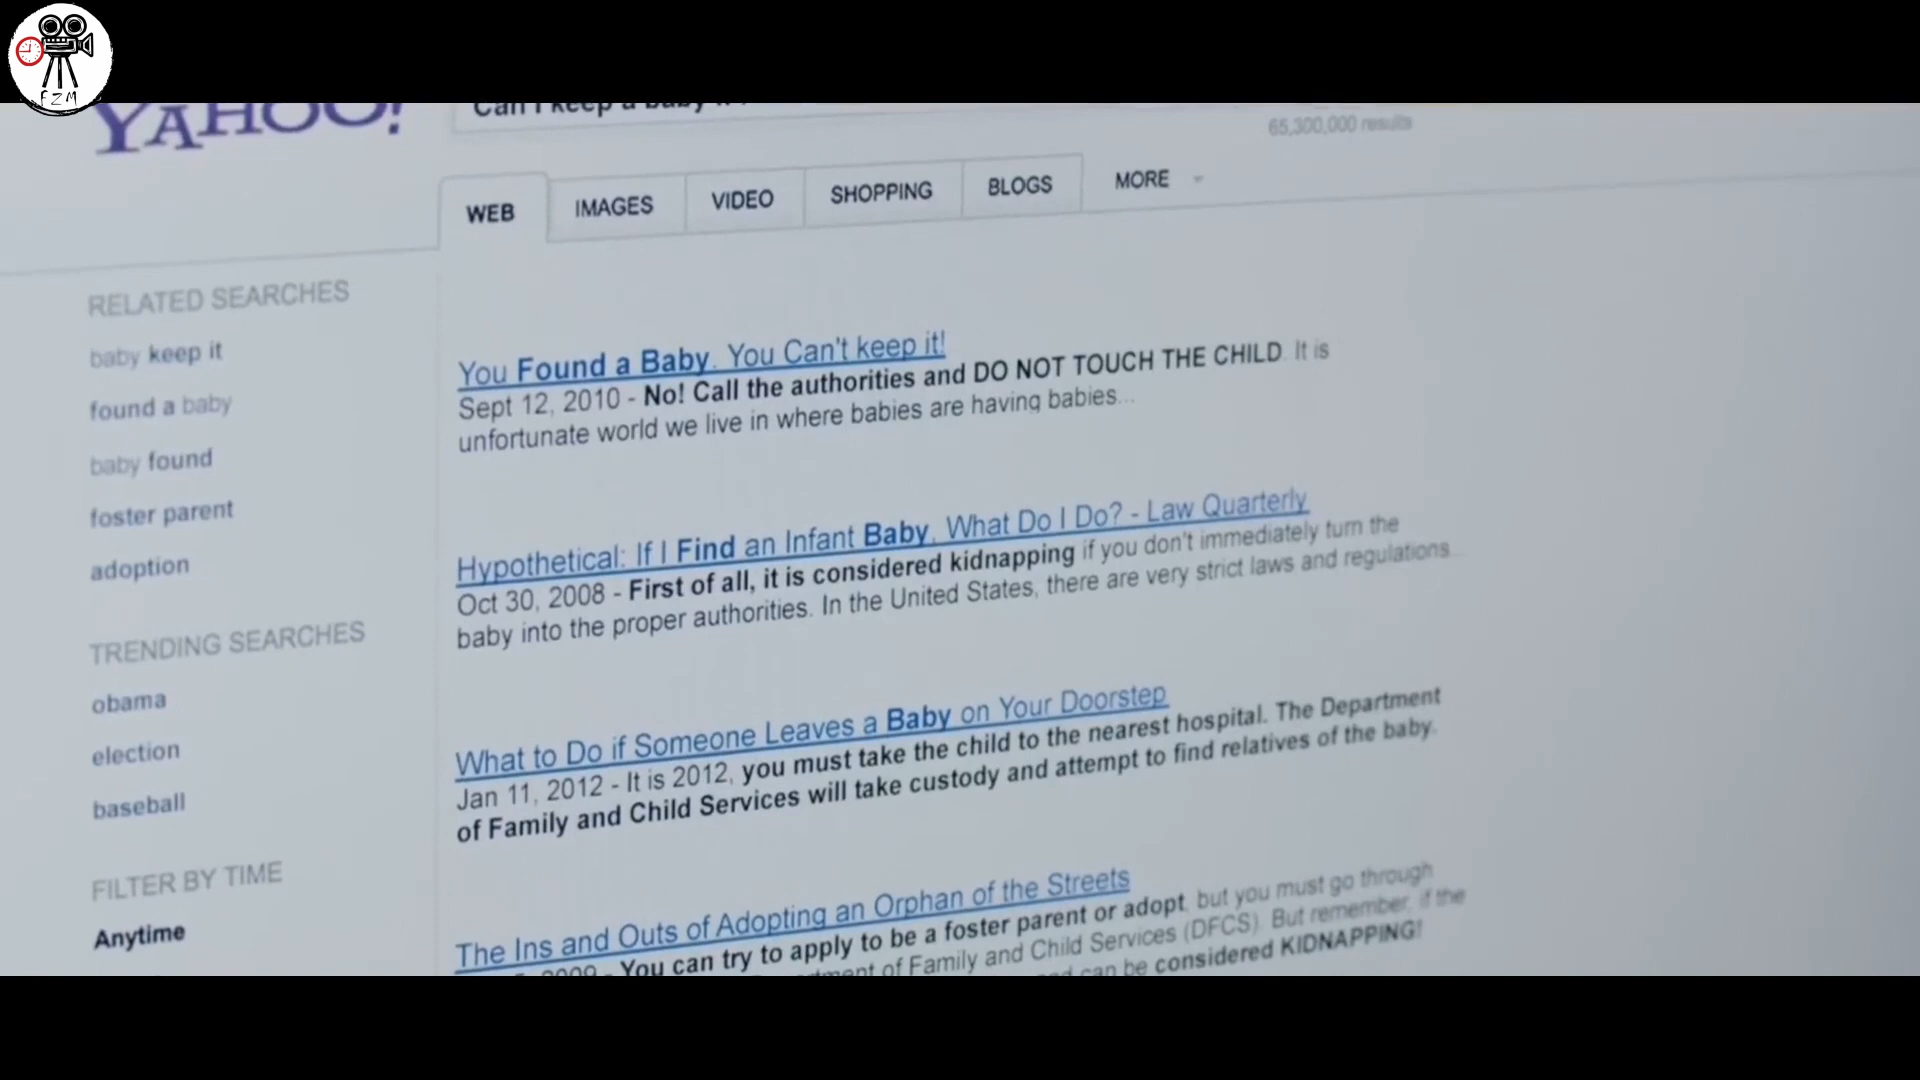 FZM
YAHOO!
Can I keep a baby
65,300,000 results
WEB IMAGES VIDEO SHOPPING BLOGS MORE
RELATED SEARCHES
baby keep it
found a baby
baby found
foster parent
adoption
TRENDING SEARCHES
obama
election
baseball
FILTER BY TIME
Anytime
You Found a Baby. You Can't keep it!
Sept 12, 2010 - No! Call the authorities and DO NOT TOUCH THE CHILD. It is
unfortunate world we live in where babies are having babies...
Hypothetical: If I Find an Infant Baby, What Do I Do? - Law Quarterly
Oct 30, 2008 - First of all, it is considered kidnapping if you don't immediately turn the
baby into the proper authorities. In the United States, there are very strict laws and regulations...
What to Do if Someone Leaves a Baby on Your Doorstep
Jan 11, 2012 - It is 2012, you must take the child to the nearest hospital. The Department
of Family and Child Services will take custody and attempt to find relatives of the baby.
The Ins and Outs of Adopting an Orphan of the Streets
2009 - You can try to apply to be a foster parent or adopt, but you must go through
of Family and Child Services (DFCS). But remember, if the
can be considered KIDNAPPING!